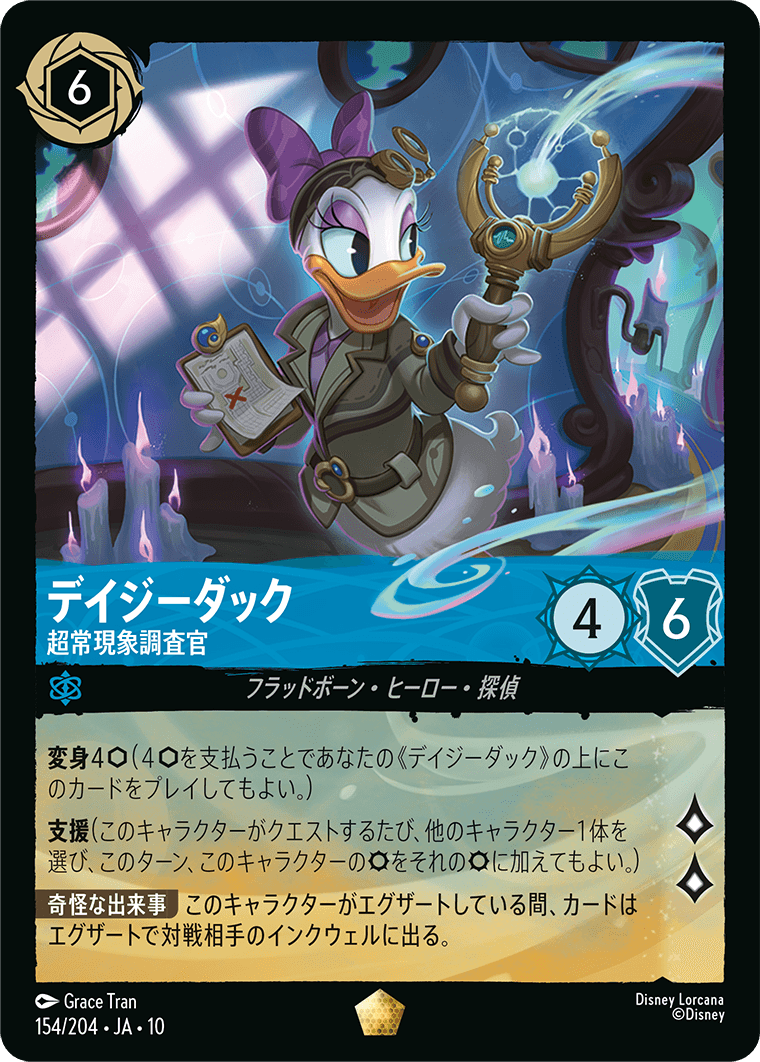 6
デイジーダック
超常現象調査官
4
6
フラッドボーン・ヒーロー・探偵
変身4⬡(4⬡を支払うことであなたの《デイジーダック》の上にこ
のカードをプレイしてもよい。)
支援(このキャラクターがクエストするたび、他のキャラクター1体を
選び、このターン、このキャラクターの¤をそれの¤に加えてもよい。)
奇怪な出来事 このキャラクターがエグザートしている間、カードは
エグザートで対戦相手のインクウェルに出る。
Grace Tran
154/204・JA・10
Disney Lorcana
©Disney